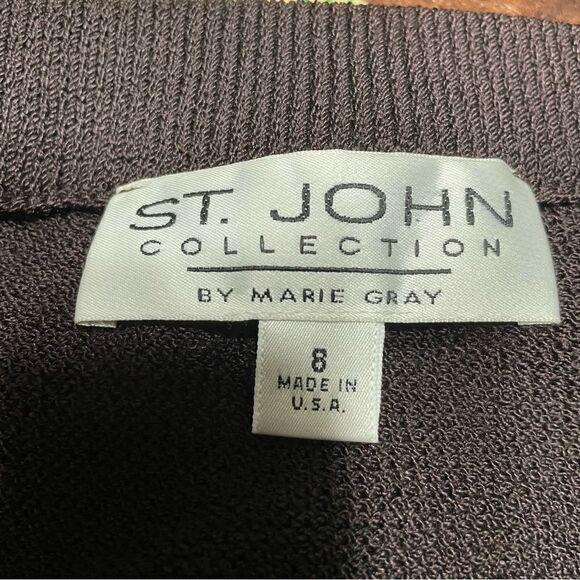 ST. JOHN
COLLECTION
BY MARIE GRAY
8
MADE IN
U.S.A.